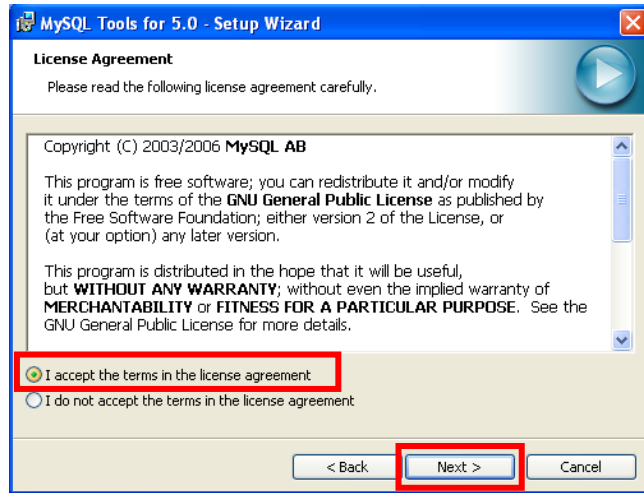 MySQL Tools for 5.0 - Setup Wizard
License Agreement
Please read the following license agreement carefully.
Copyright (C) 2003/2006 MySQL AB
This program is free software; you can redistribute it and/or modify
it under the terms of the GNU General Public License as published by
the Free Software Foundation; either version 2 of the License, or
(at your option) any later version.
This program is distributed in the hope that it will be useful,
but WITHOUT ANY WARRANTY; without even the implied warranty of
MERCHANTABILITY or FITNESS FOR A PARTICULAR PURPOSE.  See the
GNU General Public License for more details.
I accept the terms in the license agreement
I do not accept the terms in the license agreement
< Back Next > Cancel